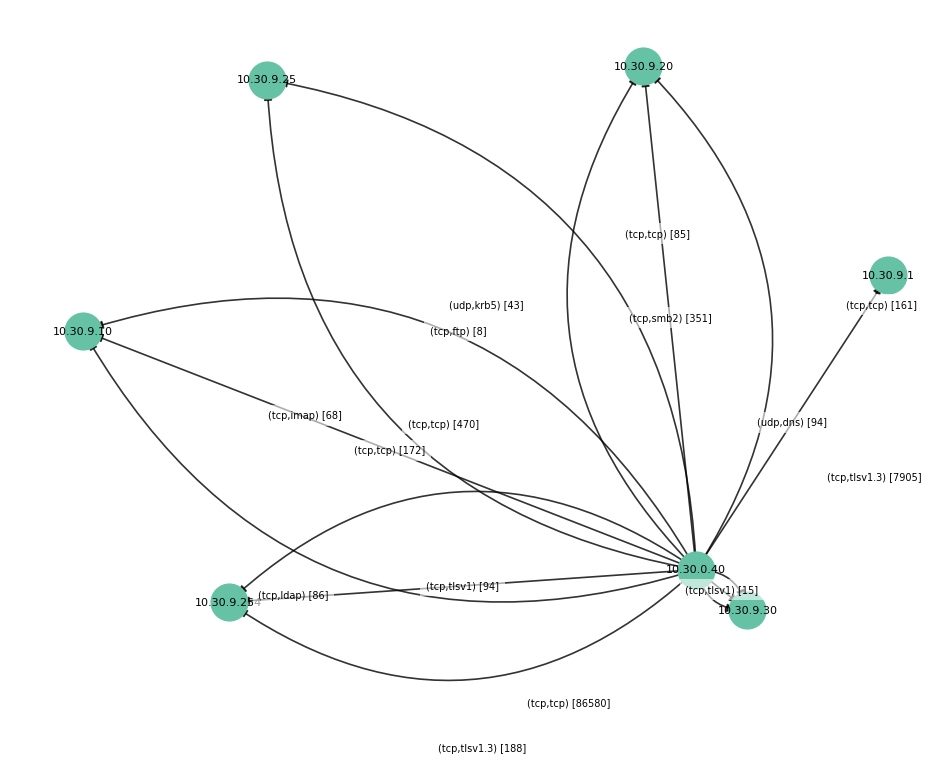 10.30.9.20
10.30.9.25
(tcp,tcp) [85]
10.30.9.1
(udp,krb5) [43]
(tcp,tcp) [161]
(tcp,smb2) [351]
10.30.9.10
(tcp,ftp) [8]
(tcp,imap) [68]
(udp,dns) [94]
(tcp,tcp) [470]
(tcp,tcp) [172]
(tcp,tlsv1.3) [7905]
10.30.0.40
(tcp,tlsv1) [94]
(tcp,tlsv1) [15]
(tcp,ldap) [86]
10.30.9.254
10.30.9.30
(tcp,tcp) [86580]
(tcp,tlsv1.3) [188]